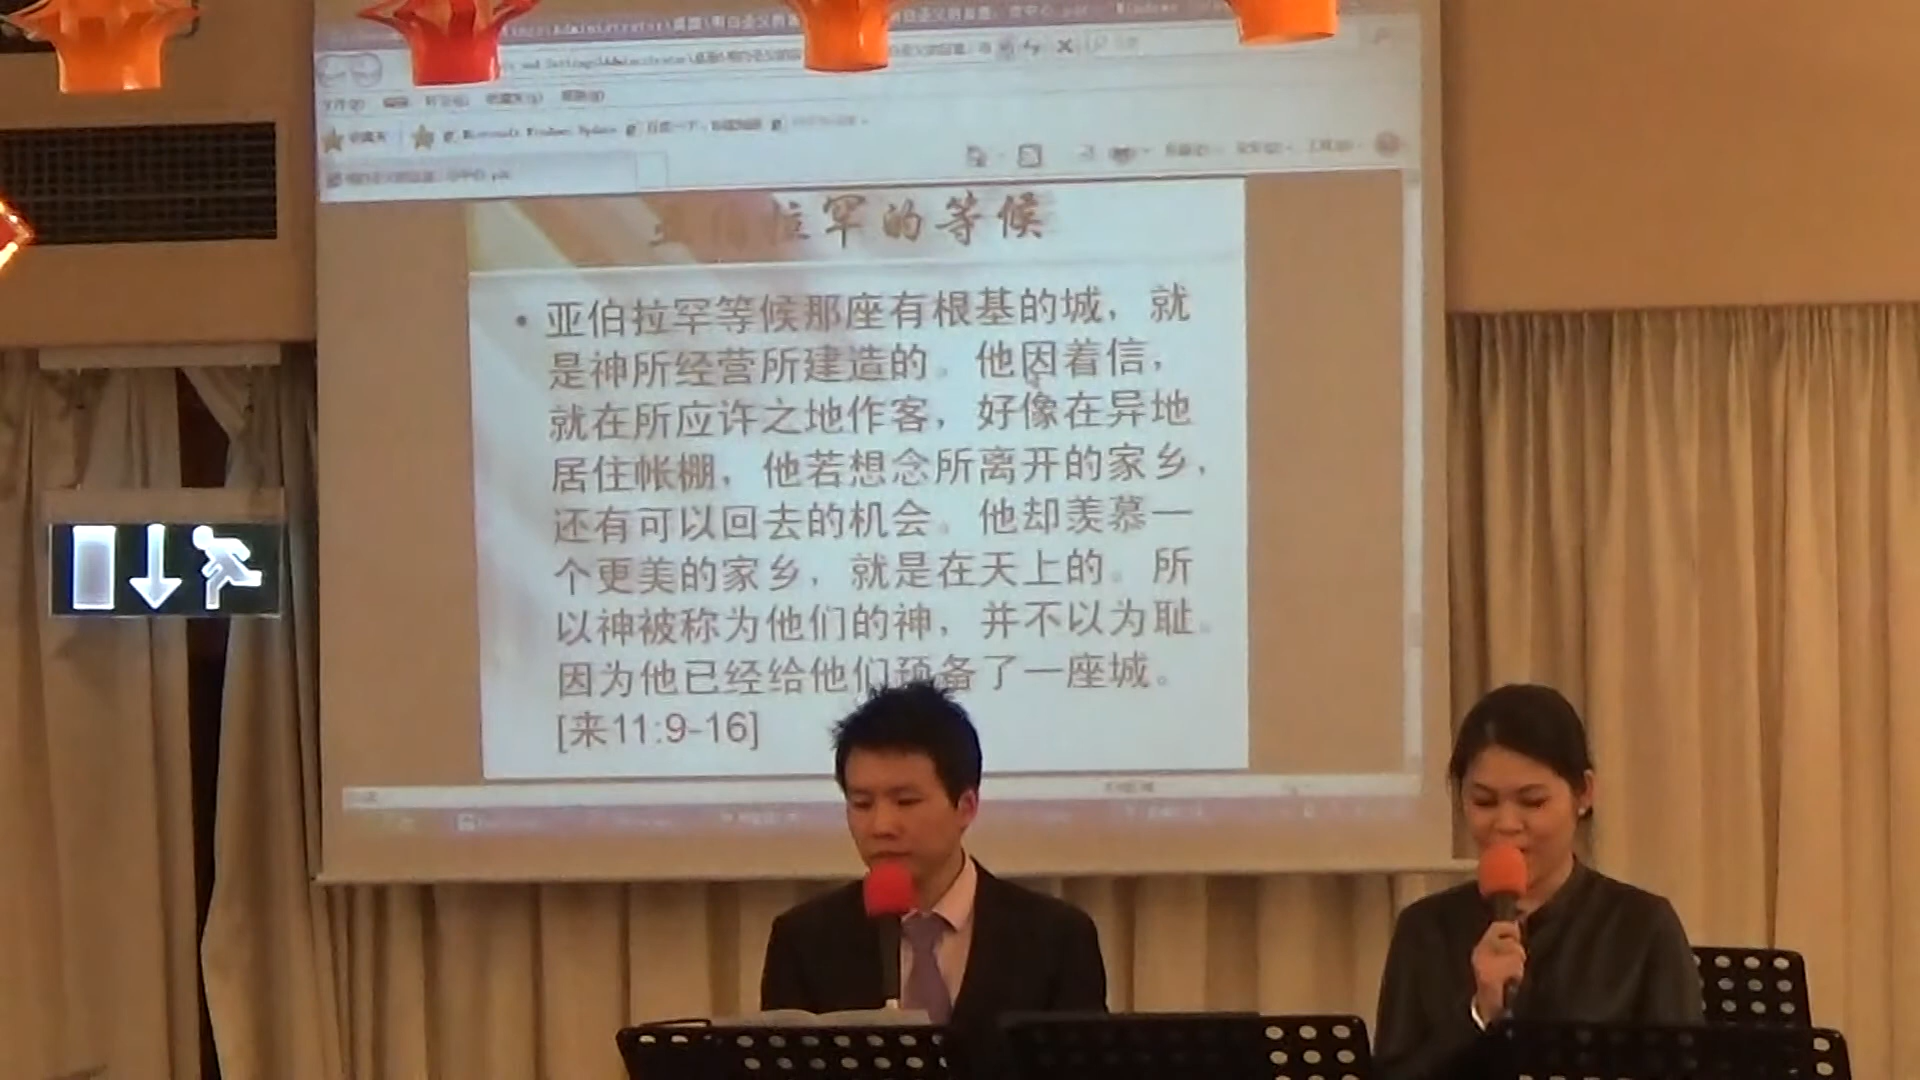 Microsoft Windows Update
亚伯拉罕的等候
• 亚伯拉罕等候那座有根基的城，就
是神所经营所建造的。他因着信，
就在所应许之地作客，好像在异地
居住帐棚，他若想念所离开的家乡，
还有可以回去的机会。他却羡慕一
个更美的家乡，就是在天上的。所
以神被称为他们的神，并不以为耻。
因为他已经给他们预备了一座城。
[来11:9-16]